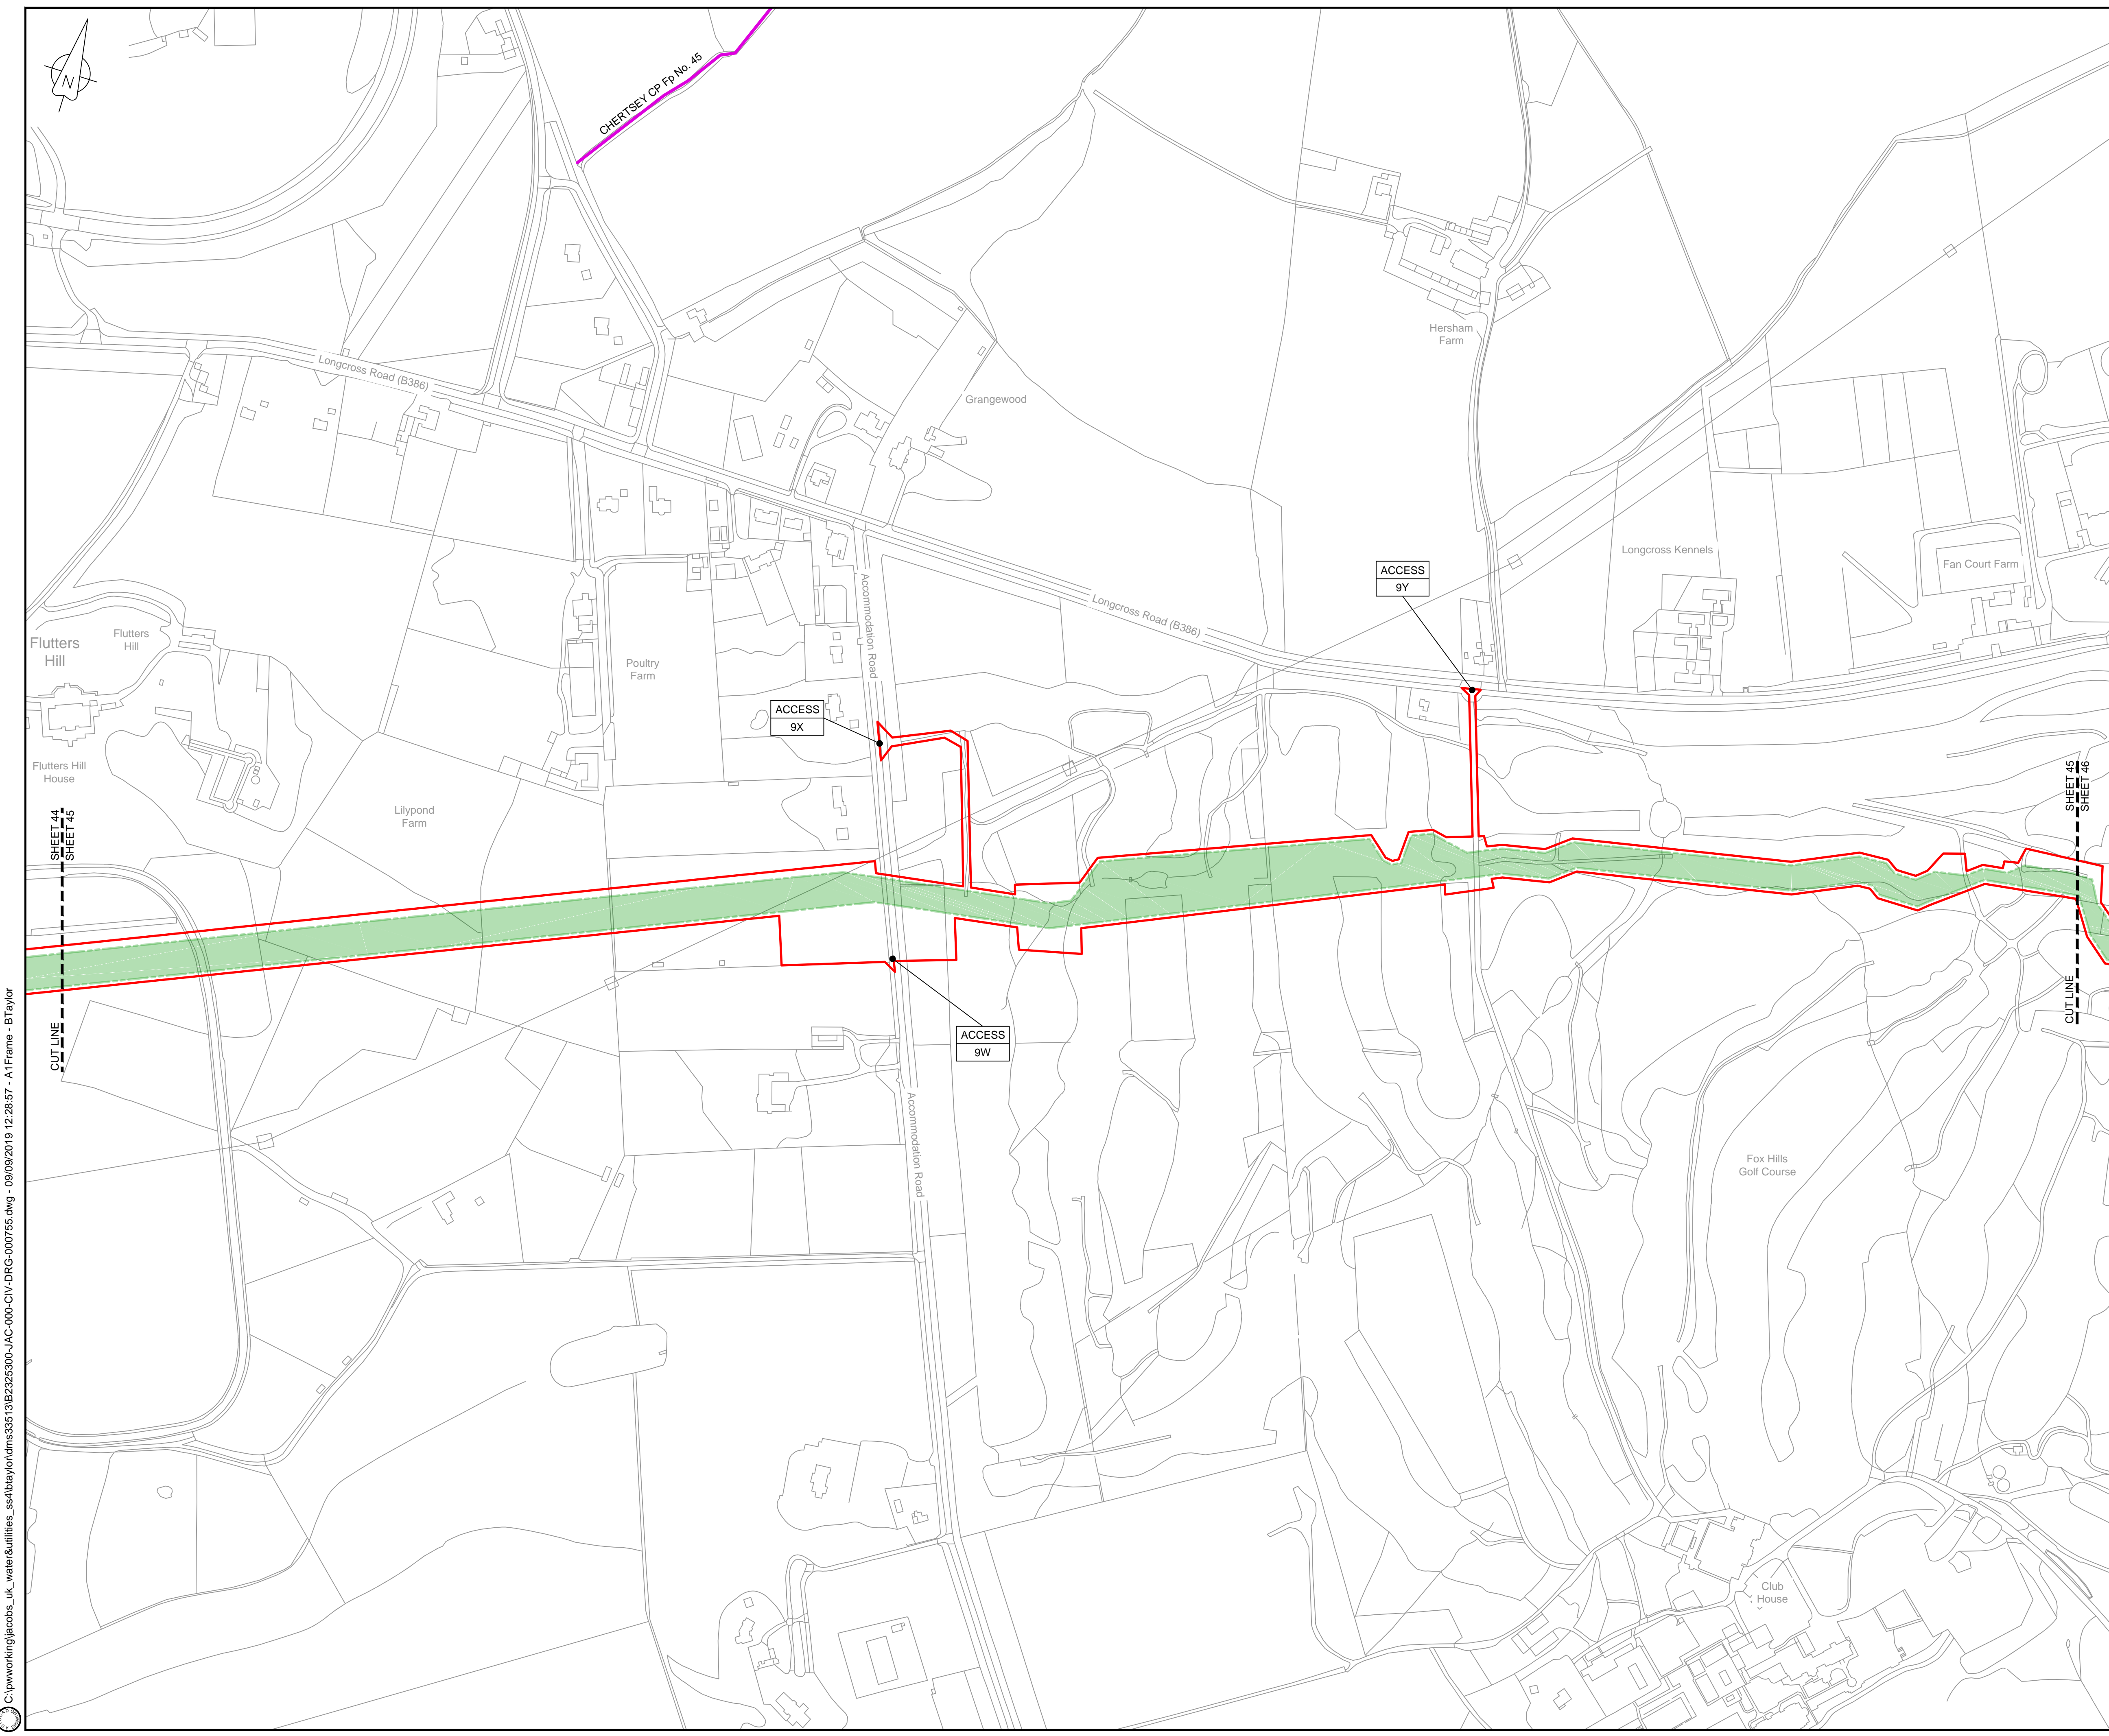 N
CHERTSEY CP Fp No. 45
Longcross Road (B386)
Hersham
Farm
Grangewood
ACCESS
9Y
Longcross Kennels
Fan Court Farm
Accommodation Road
Longcross Road (B386)
Flutters
Hill
Flutters
Hill
Poultry
Farm
ACCESS
9X
Flutters Hill
House
Lilypond
Farm
SHEET 44
SHEET 45
CUT LINE
SHEET 45
SHEET 46
CUT LINE
ACCESS
9W
Accommodation Road
Fox Hills
Golf Course
Club
House
C:\pwworking\jacobs_uk_water&utilities_ss4\btaylor\dms33513\B2325300-JAC-000-CIV-DRG-000755.dwg - 09/09/2019 12:28:57 - A1Frame - BTaylor